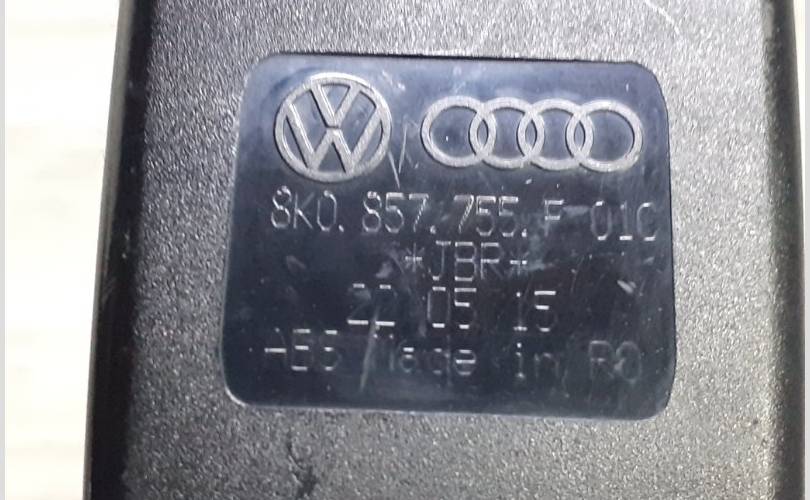 8K0. 857. 755. F 01C
*JBR*
22 05 15
ABS Made in RO